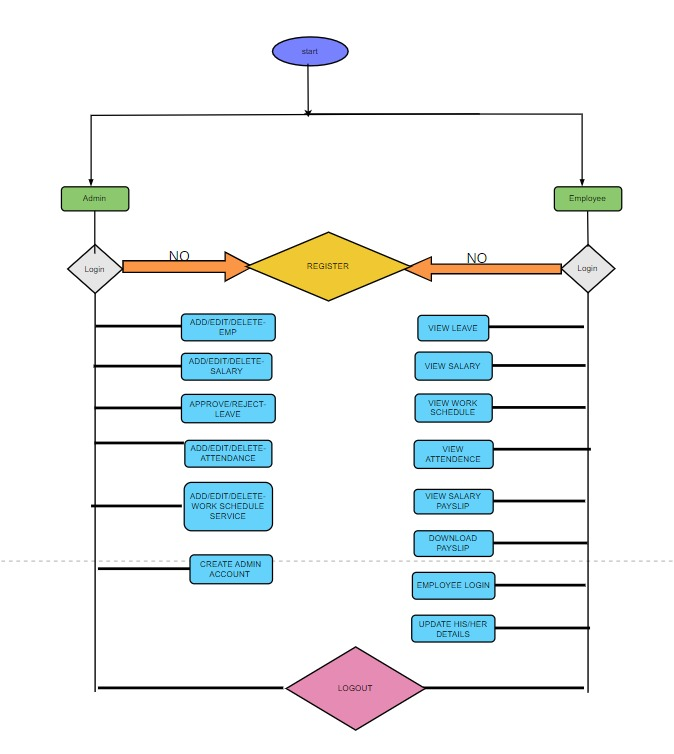 start
Admin
Employee
Login
NO
REGISTER
NO
Login
ADD/EDIT/DELETE-
EMP
ADD/EDIT/DELETE-
SALARY
APPROVE/REJECT-
LEAVE
ADD/EDIT/DELETE-
ATTENDANCE
ADD/EDIT/DELETE-
WORK SCHEDULE
SERVICE
CREATE ADMIN
ACCOUNT
VIEW LEAVE
VIEW SALARY
VIEW WORK
SCHEDULE
VIEW
ATTENDENCE
VIEW SALARY
PAYSLIP
DOWNLOAD
PAYSLIP
EMPLOYEE LOGIN
UPDATE HIS/HER
DETAILS
LOGOUT